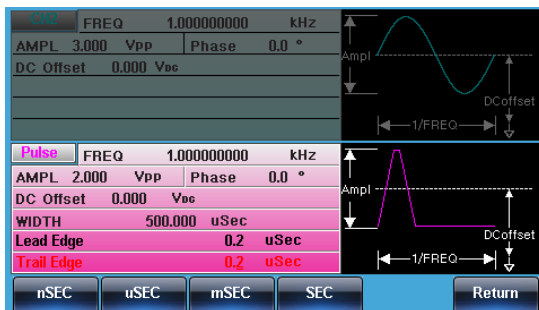 CH2 FREQ 1.000000000 kHz
AMPL 3.000 Vpp Phase 0.0 °
DC Offset 0.000 VDC
Ampl
DCoffset
1/FREQ
Pulse FREQ 1.000000000 kHz
AMPL 2.000 Vpp Phase 0.0 °
DC Offset 0.000 VDC
WIDTH 500.000 uSec
Lead Edge 0.2 uSec
Trail Edge 0.2 uSec
Ampl
DCoffset
1/FREQ
nSEC uSEC mSEC SEC Return